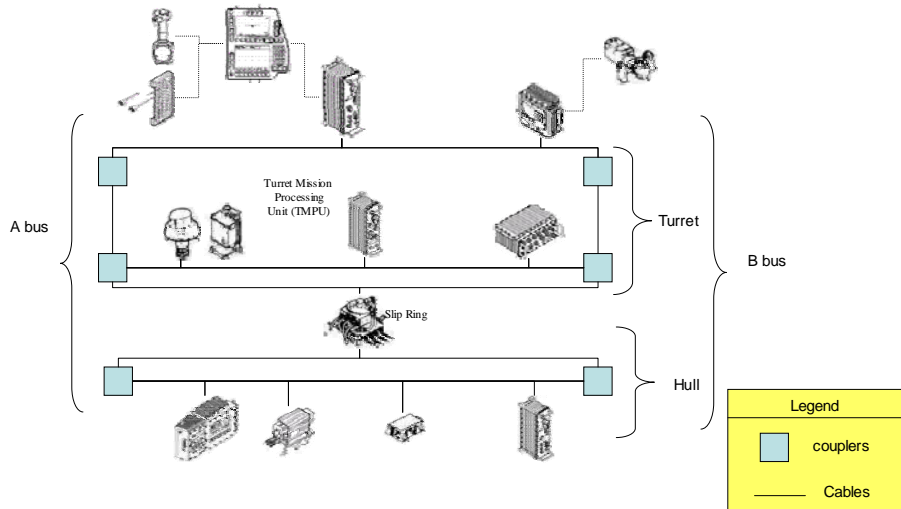 Turret Mission
Processing
Unit (TMPU)
A bus
Turret
B bus
Slip Ring
Hull
Legend
couplers
Cables